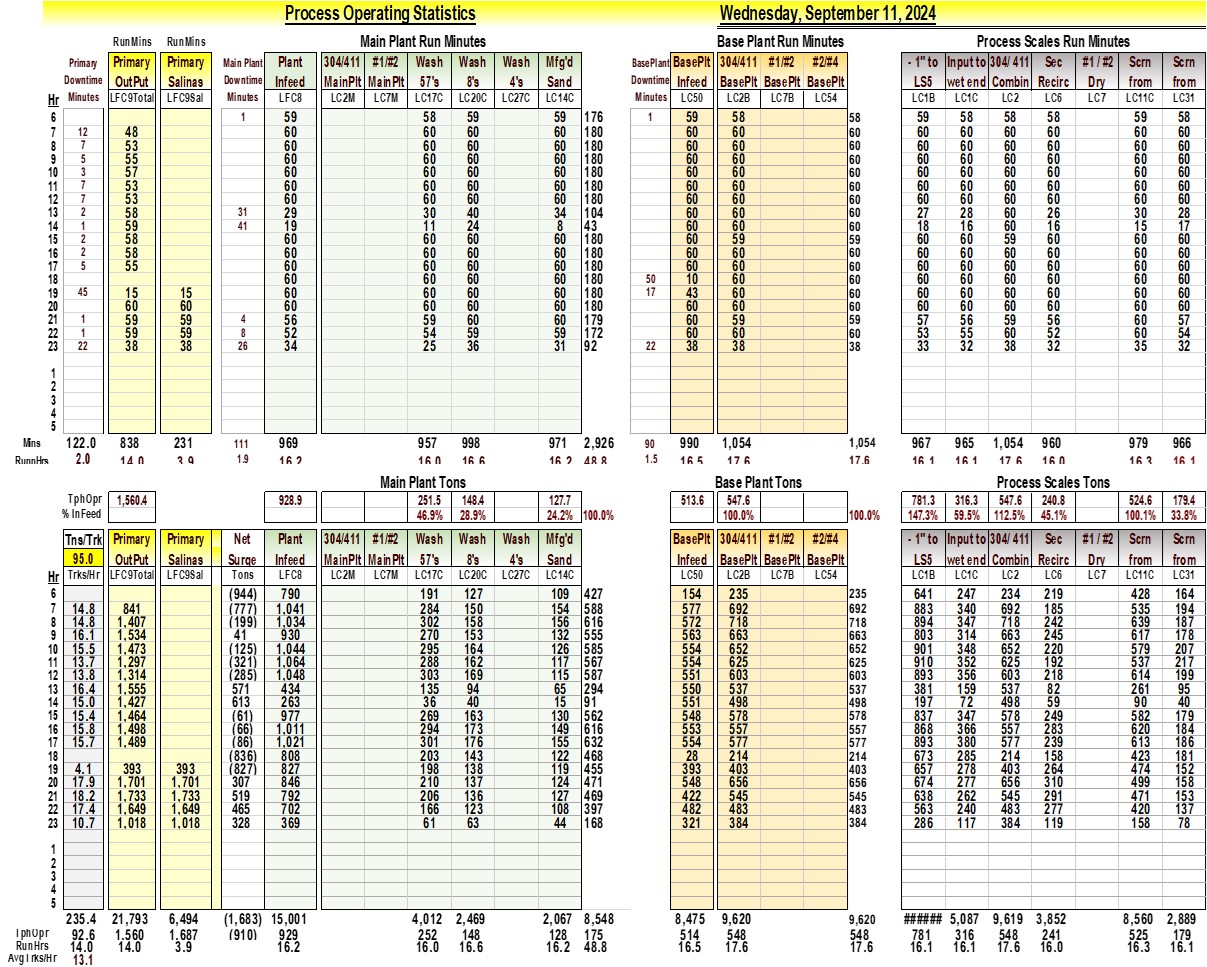 Process Operating Statistics Wednesday, September 11, 2024
RunMins RunMins Main Plant Run Minutes Base Plant Run Minutes Process Scales Run Minutes
Primary Primary Primary Main Plant Plant 304/411 #1/#2 Wash Wash Wash Mfg'd BasePlant BasePlt 304/411 #1/#2 #2/#4 - 1" to Input to 304/ 411 Sec #1 / #2 Scrn Scrn
Downtime OutPut Salinas Downtime Infeed MainPlt MainPlt 57's 8's 4's Sand Downtime Infeed BasePlt BasePlt BasePlt LS5 wet end Combin Recirc Dry from from
Hr Minutes LFC9Total LFC9Sal Minutes LFC8 LC2M LC7M LC17C LC20C LC27C LC14C Minutes LC50 LC2B LC7B LC54 LC1B LC1C LC2 LC6 LC7 LC11C LC31
6 1 59 58 59 59 176 1 59 58 58 59 58 58 58 59 58
7 12 48 60 60 60 60 180 60 60 60 60 60 60 60 60 60
8 7 53 60 60 60 60 180 60 60 60 60 60 60 60 60 60
9 5 55 60 60 60 60 180 60 60 60 60 60 60 60 60 60
10 3 57 60 60 60 60 180 60 60 60 60 60 60 60 60 60
11 7 53 60 60 60 60 180 60 60 60 60 60 60 60 60 60
12 7 53 60 60 60 60 180 60 60 60 60 60 60 60 60 60
13 2 58 31 29 30 40 34 104 60 60 60 27 28 60 26 30 28
14 1 59 41 19 11 24 8 43 60 60 60 18 16 60 16 15 17
15 2 58 60 60 60 60 180 60 59 59 60 60 59 60 60 60
16 2 58 60 60 60 60 180 60 60 60 60 60 60 60 60 60
17 5 55 60 60 60 60 180 60 60 60 60 60 60 60 60 60
18 60 60 60 60 180 50 10 60 60 60 60 60 60 60 60
19 45 15 15 60 60 60 60 180 17 43 60 60 60 60 60 60 60 60
20 60 60 60 60 60 60 180 60 60 60 60 60 60 60 60 60
21 1 59 59 4 56 59 60 60 179 60 59 59 57 56 59 56 60 57
22 1 59 59 8 52 54 59 59 172 60 60 60 53 55 60 52 60 54
23 22 38 38 26 34 25 36 31 92 22 38 38 38 33 32 38 32 35 32
1
2
3
4
5
Mins 122.0 838 231 111 969 957 998 971 2,926 90 990 1,054 1,054 967 965 1,054 960 979 966
RunnHrs 2.0 14.0 3.9 1.9 16.2 16.0 16.6 16.2 48.8 1.5 16.5 17.6 17.6 16.1 16.1 17.6 16.0 16.3 16.1
Main Plant Tons Base Plant Tons Process Scales Tons
TphOpr 1,560.4 928.9 251.5 148.4 127.7 513.6 547.6 781.3 316.3 547.6 240.8 524.6 179.4
% InFeed 46.9% 28.9% 24.2% 100.0% 100.0% 100.0% 147.3% 59.5% 112.5% 45.1% 100.1% 33.8%
Tns/Trk Primary Primary Net Plant 304/411 #1/#2 Wash Wash Wash Mfg'd BasePlt 304/411 #1/#2 #2/#4 - 1" to Input to 304/ 411 Sec #1 / #2 Scrn Scrn
95.0 OutPut Salinas Surge Infeed MainPlt MainPlt 57's 8's 4's Sand Infeed BasePlt BasePlt BasePlt LS5 wet end Combin Recirc Dry from from
Hr Trks/Hr LFC9Total LFC9Sal Tons LFC8 LC2M LC7M LC17C LC20C LC27C LC14C LC50 LC2B LC7B LC54 LC1B LC1C LC2 LC6 LC7 LC11C LC31
6 (944) 790 191 127 109 427 154 235 235 641 247 234 219 428 164
7 14.8 841 (777) 1,041 284 150 154 588 577 692 692 883 340 692 185 535 194
8 14.8 1,407 (199) 1,034 302 158 156 616 572 718 718 894 347 718 242 639 187
9 16.1 1,534 41 930 270 153 132 555 563 663 663 803 314 663 245 617 178
10 15.5 1,473 (125) 1,044 295 164 126 585 554 652 652 901 348 652 220 579 207
11 13.7 1,297 (321) 1,064 288 162 117 567 554 625 625 910 352 625 192 537 217
12 13.8 1,314 (285) 1,048 303 169 115 587 551 603 603 893 356 603 218 614 199
13 16.4 1,555 571 434 135 94 65 294 550 537 537 381 159 537 82 261 95
14 15.0 1,427 613 263 36 40 15 91 551 498 498 197 72 498 59 90 40
15 15.4 1,464 (61) 977 269 163 130 562 548 578 578 837 347 578 249 582 179
16 15.8 1,498 (66) 1,011 294 173 149 616 553 557 557 868 366 557 283 620 184
17 15.7 1,489 (86) 1,021 301 176 155 632 554 577 577 893 380 577 239 613 186
18 (836) 808 203 143 122 468 28 214 214 673 285 214 158 423 181
19 4.1 393 393 (827) 827 198 138 119 455 393 403 403 657 278 403 264 474 152
20 17.9 1,701 1,701 307 846 210 137 124 471 548 656 656 674 277 656 310 499 158
21 18.2 1,733 1,733 519 792 206 136 127 469 422 545 545 638 262 545 291 471 153
22 17.4 1,649 1,649 465 702 166 123 108 397 482 483 483 563 240 483 277 420 137
23 10.7 1,018 1,018 328 369 61 63 44 168 321 384 384 286 117 384 119 158 78
1
2
3
4
5
235.4 21,793 6,494 (1,683) 15,001 4,012 2,469 2,067 8,548 8,475 9,620 9,620 ###### 5,087 9,619 3,852 8,560 2,889
TphOpr 92.6 1,560 1,687 (910) 929 252 148 128 175 514 548 548 781 316 548 241 525 179
RunHrs 14.0 14.0 3.9 16.2 16.0 16.6 16.2 48.8 16.5 17.6 17.6 16.1 16.1 17.6 16.0 16.3 16.1
Avg Trks/Hr 13.1